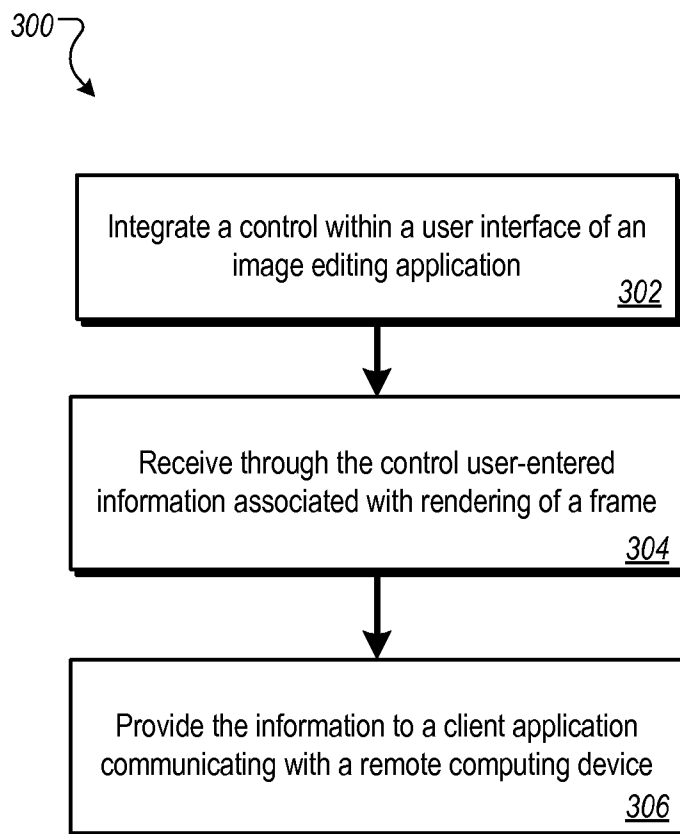 300
Integrate a control within a user interface of an
image editing application
302
Receive through the control user-entered
information associated with rendering of a frame
304
Provide the information to a client application
communicating with a remote computing device
306